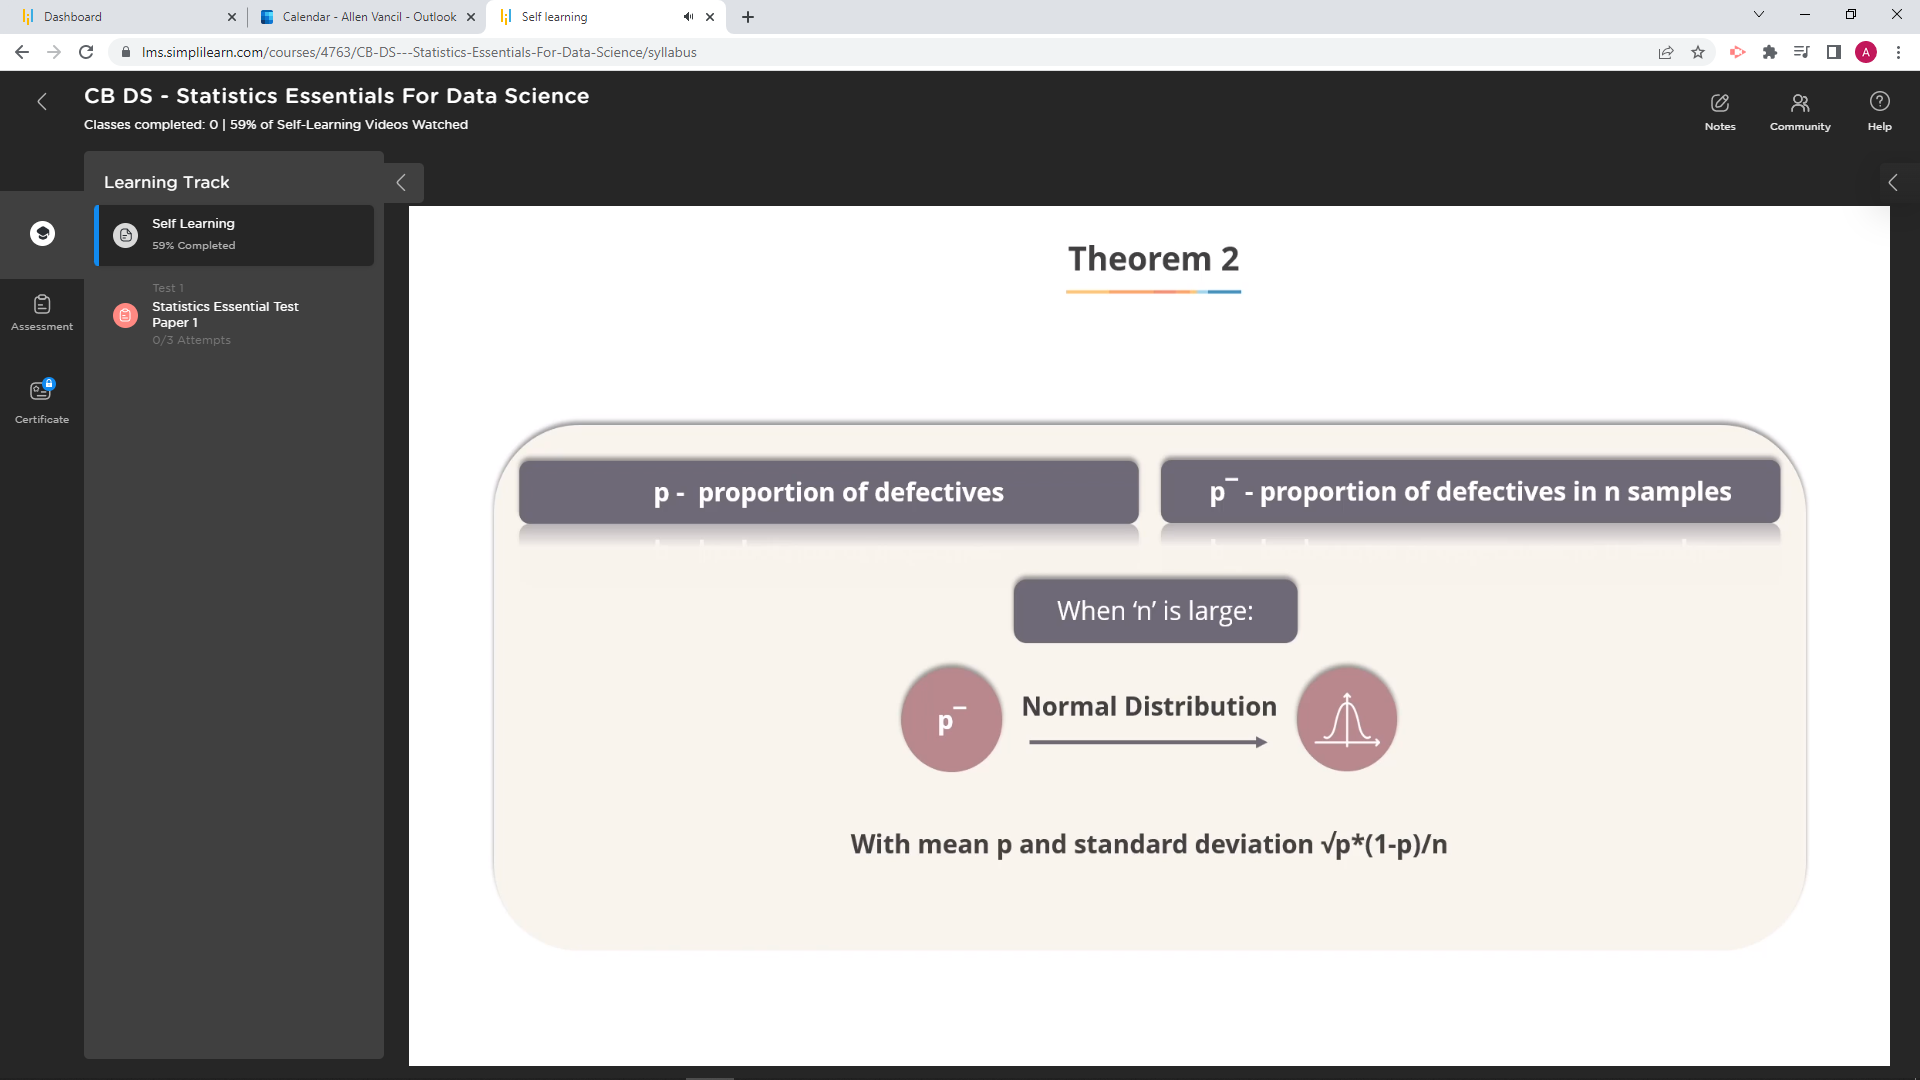 Dashboard
Calendar - Allen Vancil - Outlook
Self learning
lms.simplilearn.com/courses/4763/CB-DS---Statistics-Essentials-For-Data-Science/syllabus
A
CB DS - Statistics Essentials For Data Science
Classes completed: 0 | 59% of Self-Learning Videos Watched
Notes
Community
Help
Learning Track
Self Learning
59% Completed
Test 1
Statistics Essential Test
Paper 1
0/3 Attempts
Assessment
Certificate
Theorem 2
p - proportion of defectives
p¯ - proportion of defectives in n samples
When ‘n’ is large:
p¯
Normal Distribution
With mean p and standard deviation √p*(1-p)/n